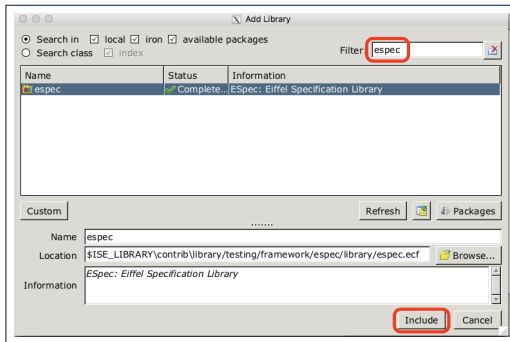 Add Library
Search in local iron available packages
Search class index
Filter: espec
Name Status Information
espec Complete... ESpec: Eiffel Specification Library
Custom Refresh Packages
Name espec
Location $ISE_LIBRARY\contrib\library/testing/framework/espec/library/espec.ecf Browse...
Information ESpec: Eiffel Specification Library
Include Cancel